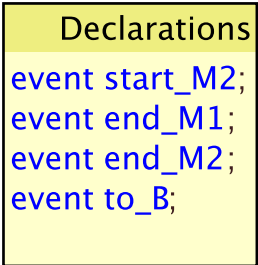 Declarations
event start_M2;
event end_M1;
event end_M2;
event to_B;